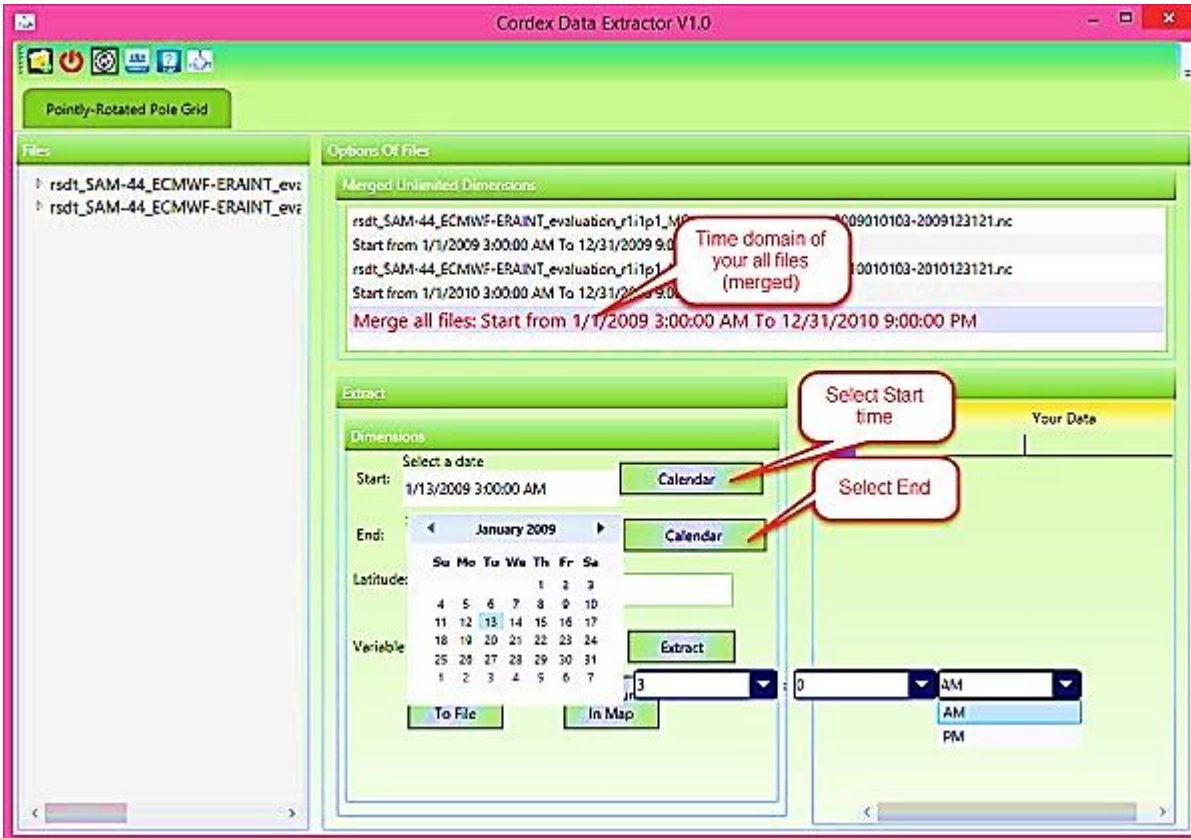 Cordex Data Extractor V1.0
Pointly-Rotated Pole Grid
Files
Options Of Files
rsdt_SAM-44_ECMWF-ERAINT_eva
rsdt_SAM-44_ECMWF-ERAINT_eva
Merged Unlimited Dimensions
rsdt_SAM-44_ECMWF-ERAINT_evaluation_r1i1p1_ 2009010103-2009123121.nc
Start from 1/1/2009 3:00:00 AM To 12/31/2009 9:0
rsdt_SAM-44_ECMWF-ERAINT_evaluation_r1i1p1_ 10010103-2010123121.nc
Start from 1/1/2010 3:00:00 AM To 12/31/
Merge all files: Start from 1/1/2009 3:00:00 AM To 12/31/2010 9:00:00 PM
Time domain of
your all files
(merged)
Extract
Dimensions
Select a date
Start:
1/13/2009 3:00:00 AM
Calendar
End:
Calendar
January 2009
Su Mo Tu We Th Fr Sa
1 2 3
4 5 6 7 8 9 10
11 12 13 14 15 16 17
18 19 20 21 22 23 24
25 26 27 28 29 30 31
1 2 3 4 5 6 7
Latitude:
Variable
Extract
3 : 0 AM
AM
PM
To File
In Map
Select Start
time
Select End
Your Data